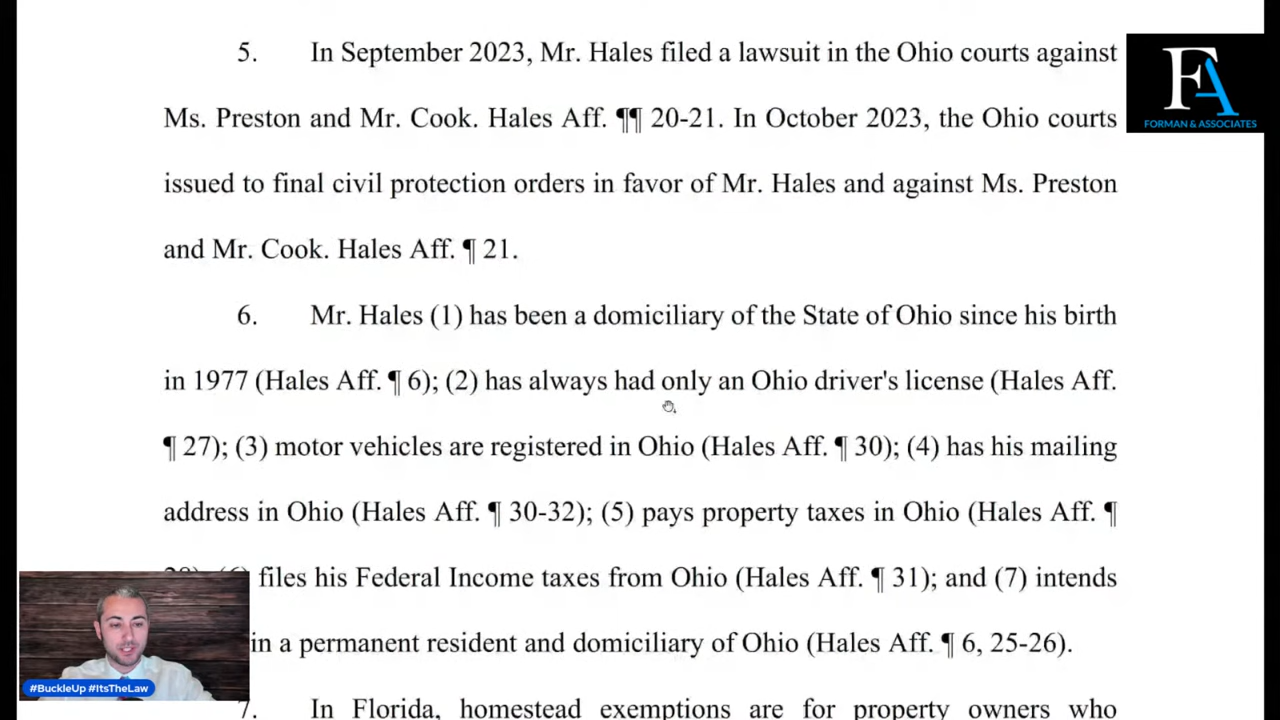 5. In September 2023, Mr. Hales filed a lawsuit in the Ohio courts against
Ms. Preston and Mr. Cook. Hales Aff. ¶¶ 20-21. In October 2023, the Ohio courts
issued to final civil protection orders in favor of Mr. Hales and against Ms. Preston
and Mr. Cook. Hales Aff. ¶ 21.
6. Mr. Hales (1) has been a domiciliary of the State of Ohio since his birth
in 1977 (Hales Aff. ¶ 6); (2) has always had only an Ohio driver's license (Hales Aff.
¶ 27); (3) motor vehicles are registered in Ohio (Hales Aff. ¶ 30); (4) has his mailing
address in Ohio (Hales Aff. ¶ 30-32); (5) pays property taxes in Ohio (Hales Aff. ¶
files his Federal Income taxes from Ohio (Hales Aff. ¶ 31); and (7) intends
in a permanent resident and domiciliary of Ohio (Hales Aff. ¶ 6, 25-26).
7. In Florida, homestead exemptions are for property owners who
FA
FORMAN & ASSOCIATES
#BuckleUp #ItsTheLaw